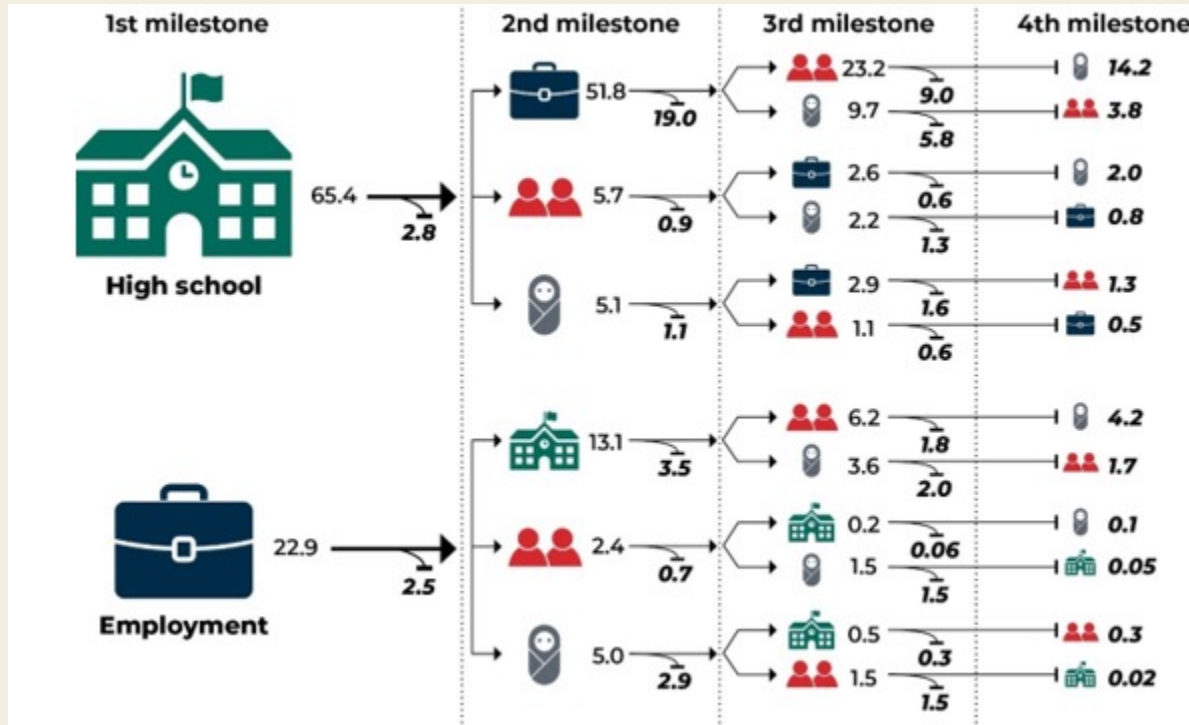 1st milestone 2nd milestone 3rd milestone 4th milestone
23.2 14.2
51.8 9.0
19.0 9.7 3.8
5.8
2.6 2.0
65.4 5.7 0.6
2.8 0.9 2.2 0.8
1.3
High school 2.9 1.3
5.1 1.6
1.1 1.1 0.5
0.6
6.2 4.2
13.1 1.8
3.5 3.6 1.7
2.0
0.2 0.1
22.9 2.4 0.06
2.5 0.7 1.5 0.05
1.5
Employment 0.5 0.3
5.0 0.3
2.9 1.5 0.02
1.5